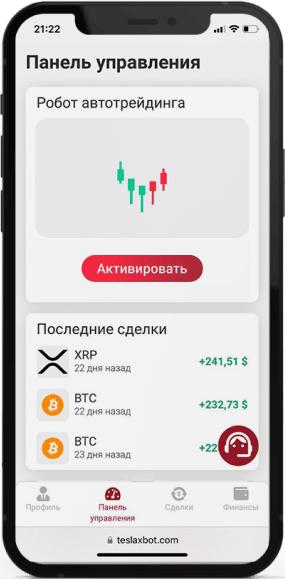 21:22
Панель управления
Робот автотрейдинга
Активировать
Последние сделки
XRP
22 дня назад
+241,51 $
BTC
22 дня назад
+232,73 $
BTC
23 дня назад
+22
Профиль
Панель
управления
Сделки
Финансы
teslaxbot.com